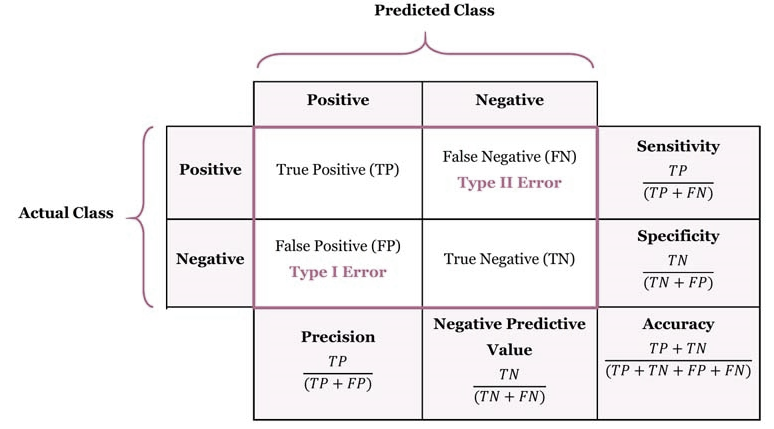 Predicted Class
Positive
Negative
Actual Class
Positive
True Positive (TP)
False Negative (FN)
Type II Error
Sensitivity
TP
(TP + FN)
Negative
False Positive (FP)
Type I Error
True Negative (TN)
Specificity
TN
(TN + FP)
Precision
TP
(TP + FP)
Negative Predictive
Value
TN
(TN + FN)
Accuracy
TP + TN
(TP + TN + FP + FN)